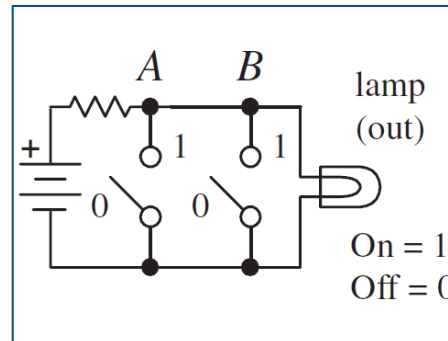 A B
lamp
(out)
+
1 1
0 0
On = 1
Off = 0